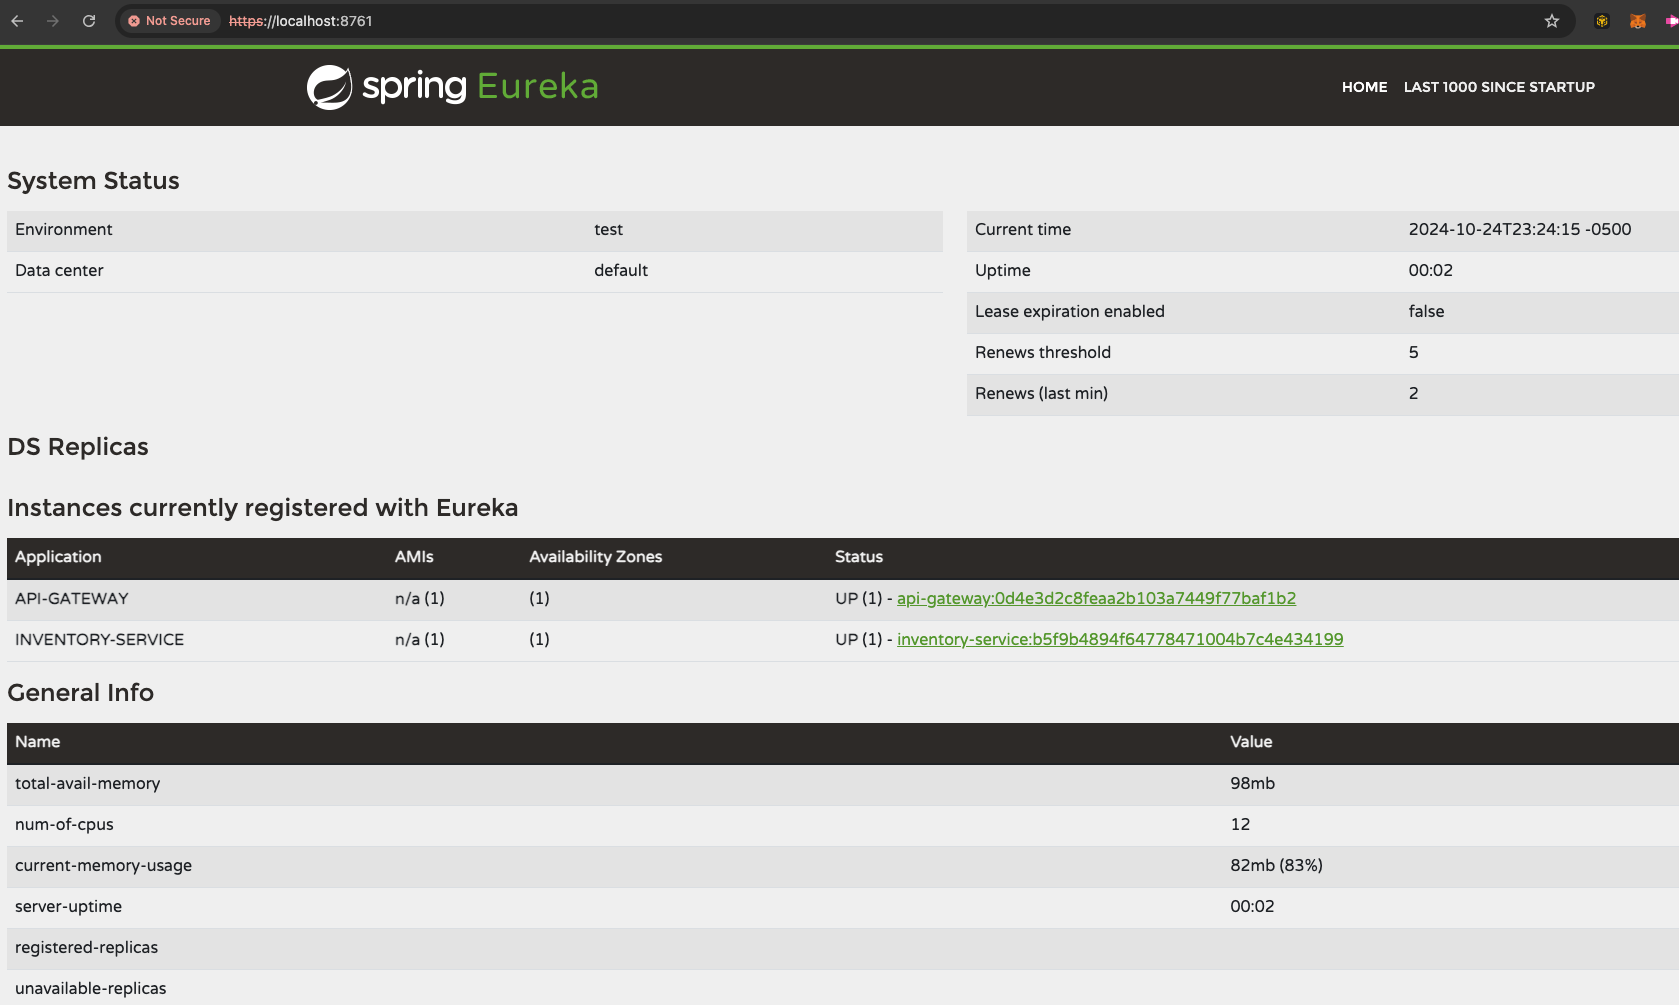 Not Secure https://localhost:8761
spring Eureka
HOME LAST 1000 SINCE STARTUP
System Status
Environment test
Data center default
Current time 2024-10-24T23:24:15 -0500
Uptime 00:02
Lease expiration enabled false
Renews threshold 5
Renews (last min) 2
DS Replicas
Instances currently registered with Eureka
Application AMIs Availability Zones Status
API-GATEWAY n/a (1) (1) UP (1) - api-gateway:0d4e3d2c8feaa2b103a7449f77baf1b2
INVENTORY-SERVICE n/a (1) (1) UP (1) - inventory-service:b5f9b4894f64778471004b7c4e434199
General Info
Name Value
total-avail-memory 98mb
num-of-cpus 12
current-memory-usage 82mb (83%)
server-uptime 00:02
registered-replicas
unavailable-replicas